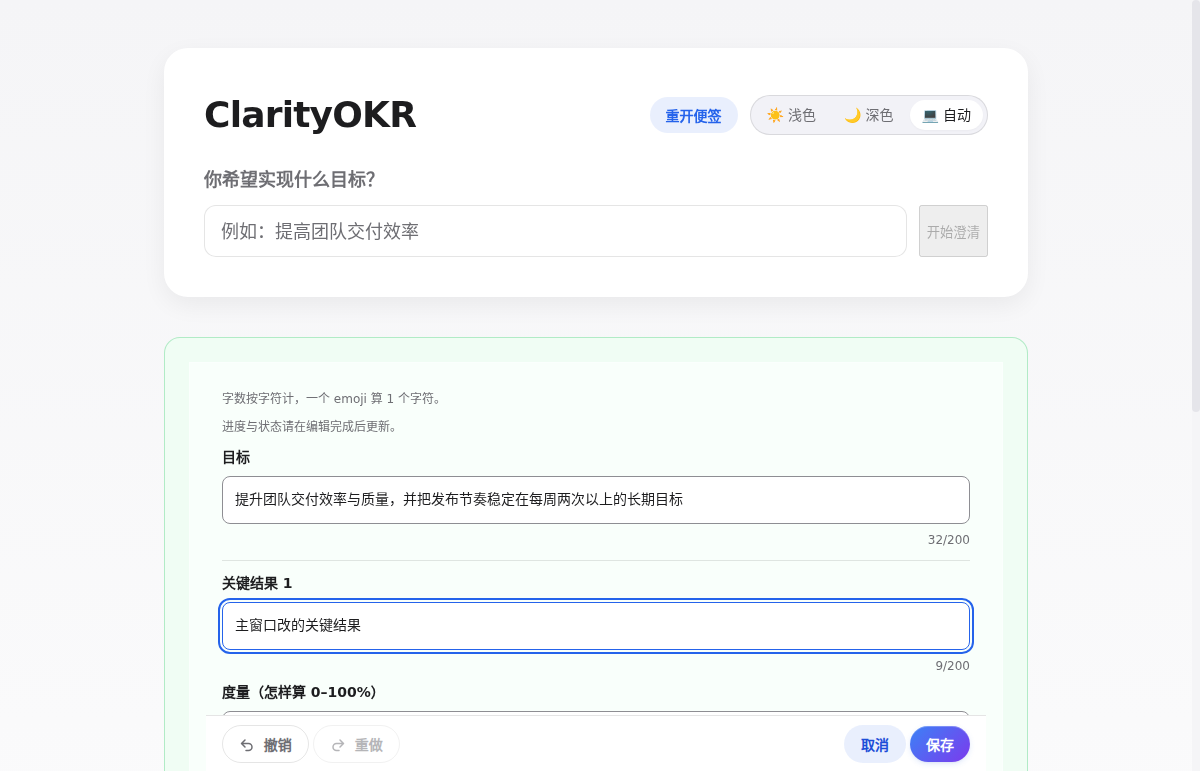 ClarityOKR
重开便签
☀️ 浅色
🌙 深色
💻 自动
你希望实现什么目标？
例如：提高团队交付效率
开始澄清
字数按字符计，一个 emoji 算 1 个字符。
进度与状态请在编辑完成后更新。
目标
提升团队交付效率与质量，并把发布节奏稳定在每周两次以上的长期目标
32/200
关键结果 1
主窗口改的关键结果
9/200
度量（怎样算 0–100%）
撤销
重做
取消
保存